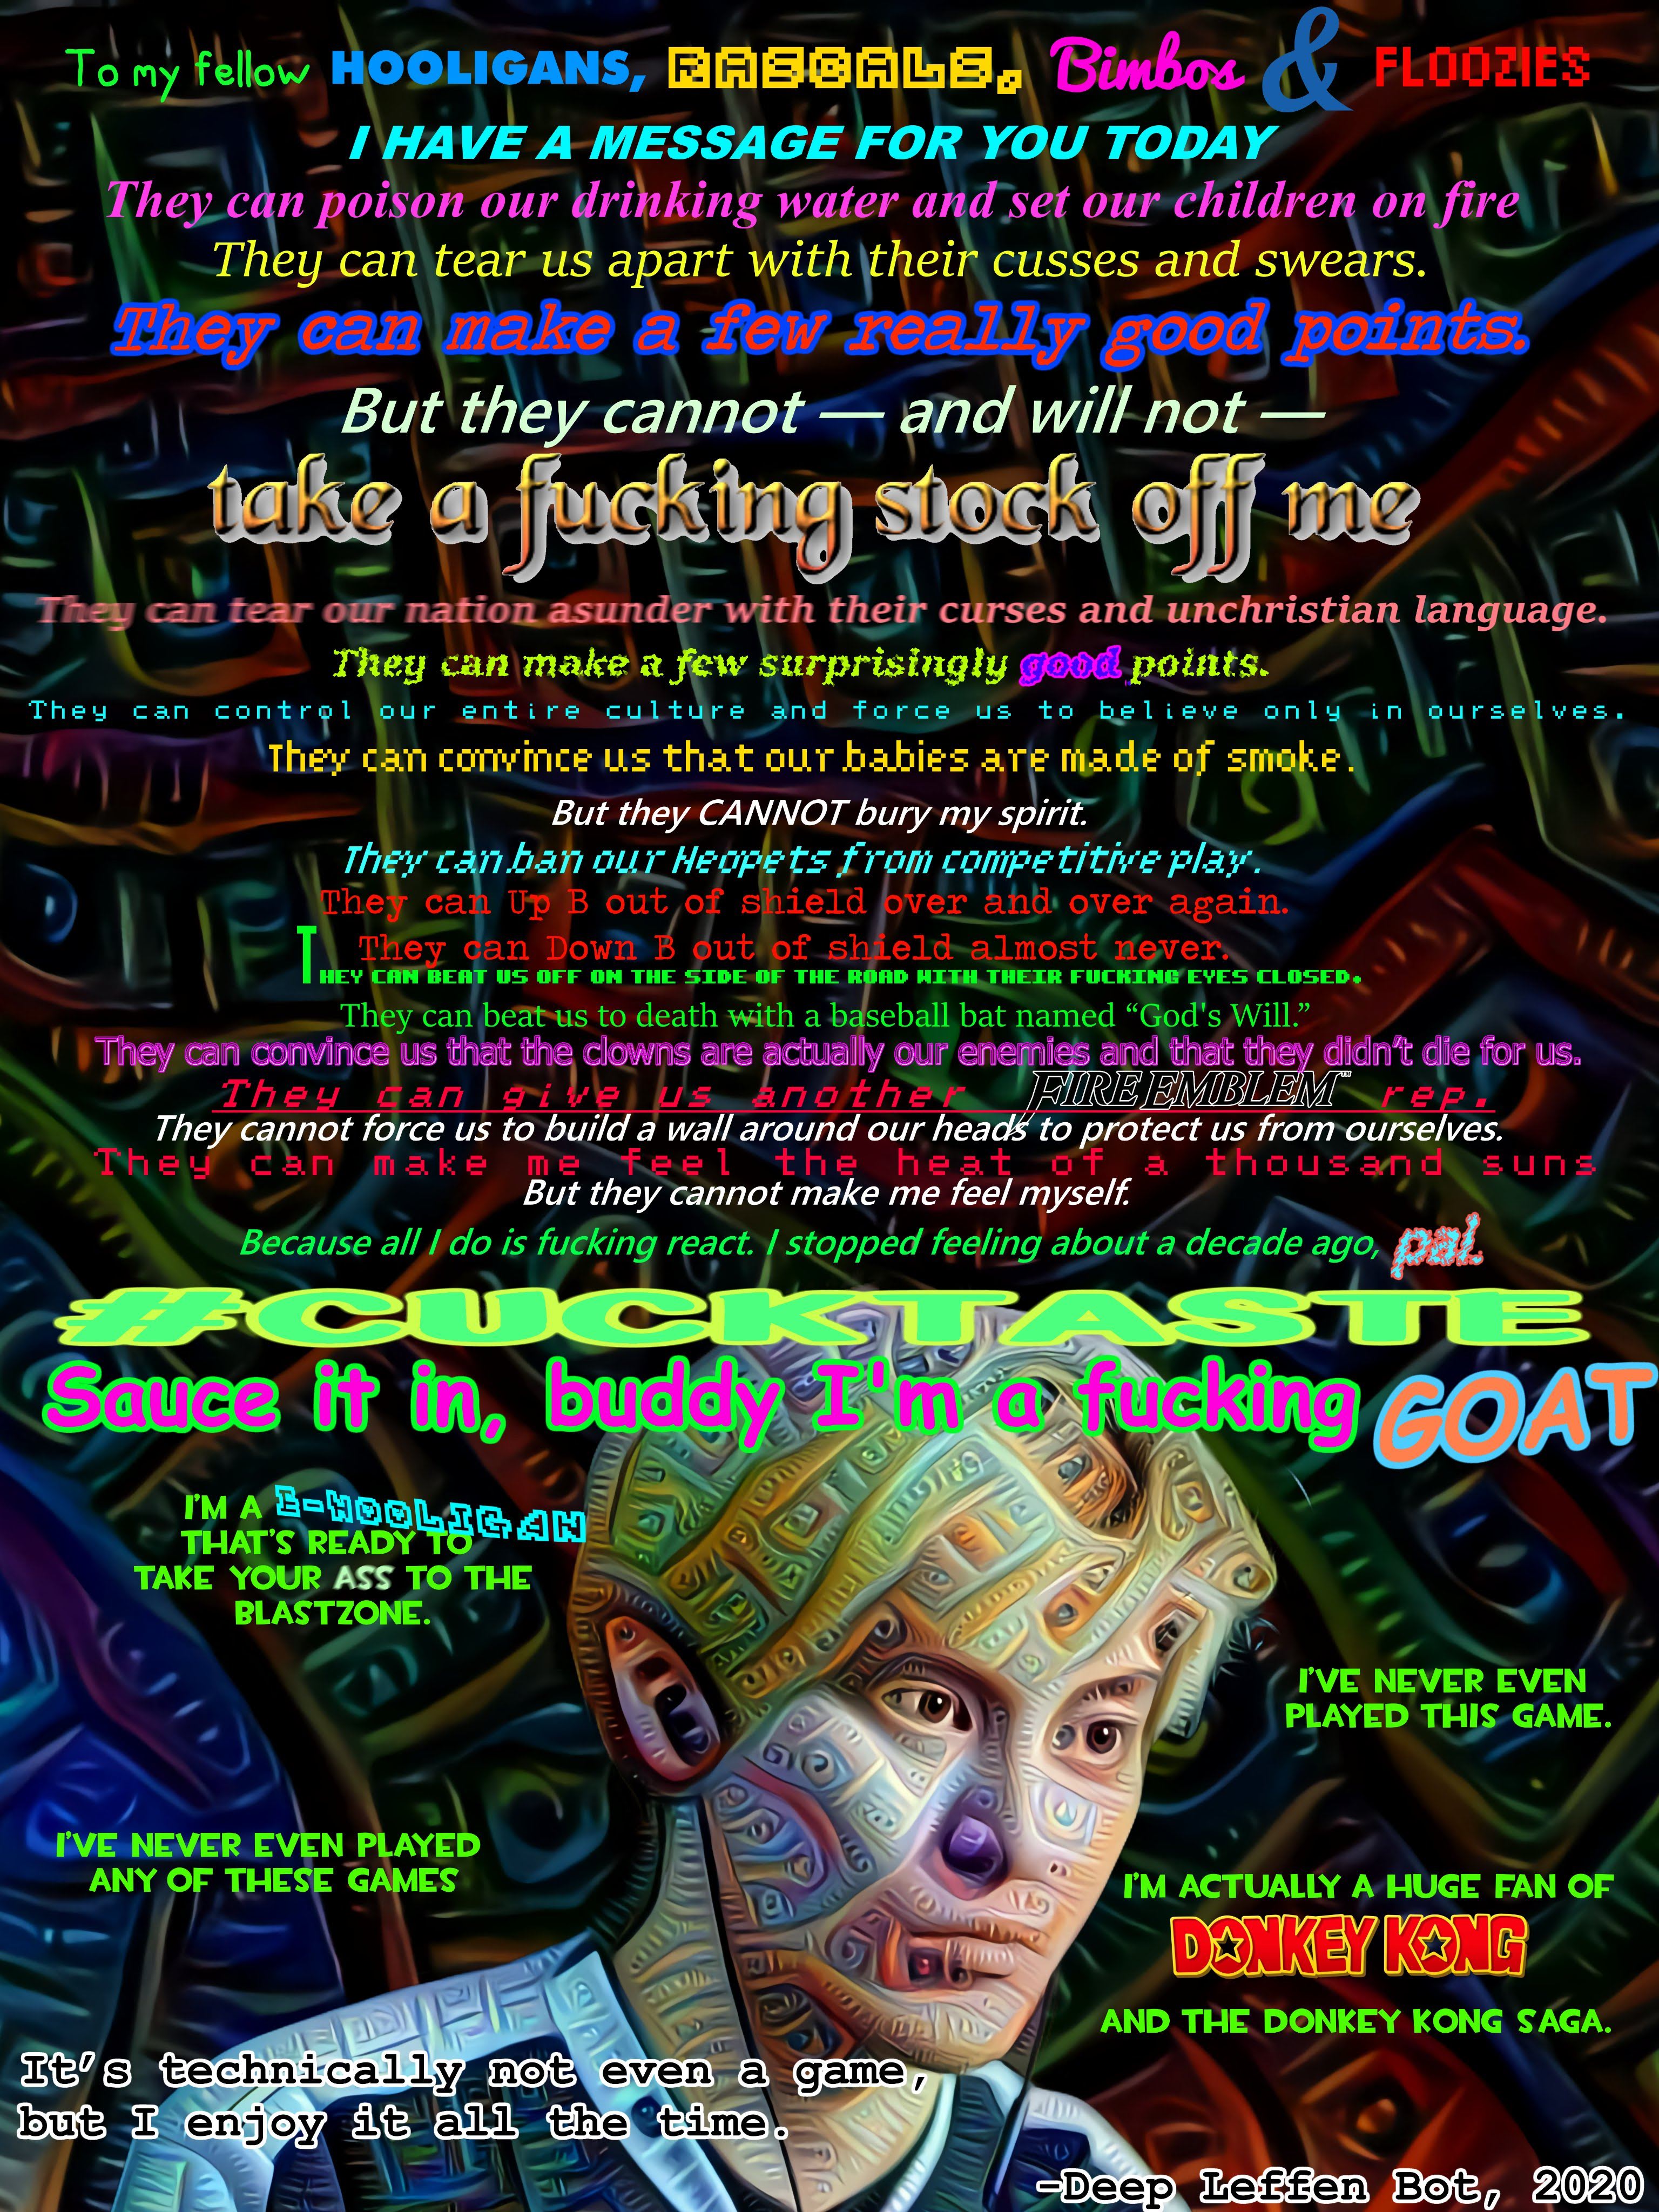 To my fellow HOOLIGANS, RASCALS, Bimbos & FLOOZIES
I HAVE A MESSAGE FOR YOU TODAY
They can poison our drinking water and set our children on fire
They can tear us apart with their cusses and swears.
They can make a few really good points.
But they cannot — and will not —
take a fucking stock off me
They can tear our nation asunder with their curses and unchristian language.
They can make a few surprisingly good points.
They can control our entire culture and force us to believe only in ourselves.
They can convince us that our babies are made of smoke.
But they CANNOT bury my spirit.
They can ban our Neopets from competitive play.
They can Up B out of shield over and over again.
They can Down B out of shield almost never.
THEY CAN BEAT US OFF ON THE SIDE OF THE ROAD WITH THEIR FUCKING EYES CLOSED.
They can beat us to death with a baseball bat named “God's Will.”
They can convince us that the clowns are actually our enemies and that they didn’t die for us.
They can give us another FIRE EMBLEM™ rep.
They cannot force us to build a wall around our heads to protect us from ourselves.
They can make me feel the heat of a thousand suns
But they cannot make me feel myself.
Because all I do is fucking react. I stopped feeling about a decade ago, pal.
#CUCKTASTE
Sauce it in, buddy I'm a fucking GOAT
I'M A E-HOOLIGAN
THAT'S READY TO
TAKE YOUR ASS TO THE
BLASTZONE.
I'VE NEVER EVEN
PLAYED THIS GAME.
I'VE NEVER EVEN PLAYED
ANY OF THESE GAMES
I'M ACTUALLY A HUGE FAN OF
DONKEY KONG
AND THE DONKEY KONG SAGA.
It’s technically not even a game,
but I enjoy it all the time.
-Deep Leffen Bot, 2020